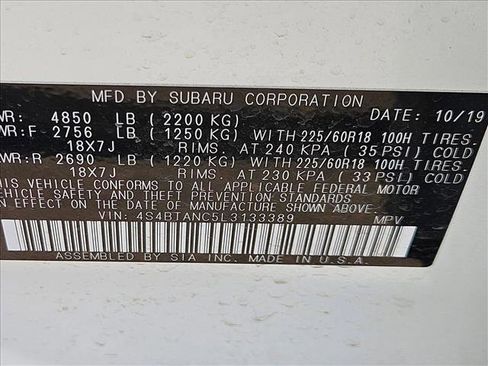 MFD BY SUBARU CORPORATION DATE: 10/19
WR: 4850 LB (2200 KG)
WR:F 2756 LB (1250 KG) WITH 225/60R18 100H TIRES.
18X7J RIMS. AT 240 KPA (35 PSI) COLD
WR:R 2690 LB (1220 KG) WITH 225/60R18 100H TIRES.
18X7J RIMS. AT 230 KPA (33 PSI) COLD
THIS VEHICLE CONFORMS TO ALL APPLICABLE FEDERAL MOTOR
VEHICLE SAFETY AND THEFT PREVENTION STANDARDS
IN EFFECT ON THE DATE OF MANUFACTURE SHOWN ABOVE.
VIN: 4S4BTANC5L3133389 MPV
ASSEMBLED BY SIA INC. MADE IN U.S.A.